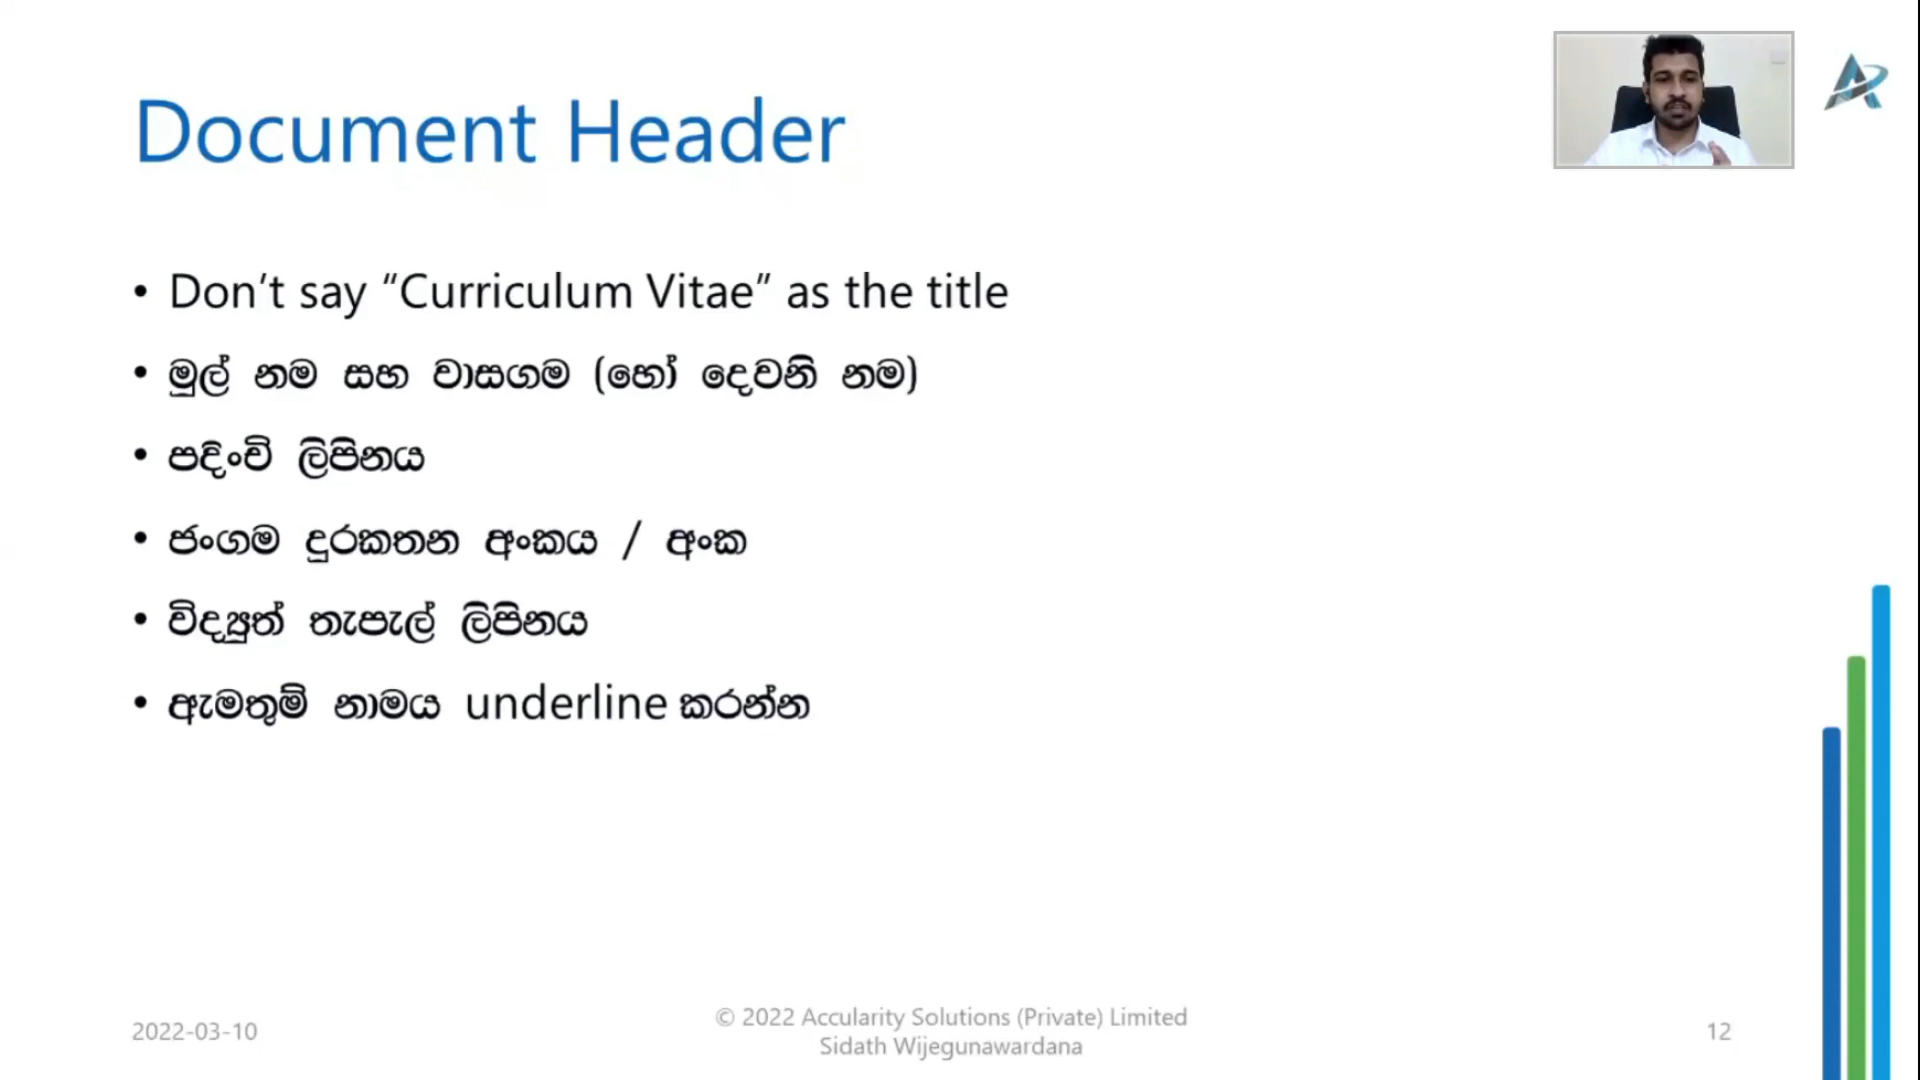 Document Header
• Don’t say “Curriculum Vitae” as the title
• මුල් නම සහ වාසගම (හෝ දෙවනි නම)
• පදිංචි ලිපිනය
• ජංගම දුරකතන අංකය / අංක
• විද්‍යුත් තැපැල් ලිපිනය
• ඇමතුම් නාමය underline කරන්න
2022-03-10
© 2022 Accularity Solutions (Private) Limited
Sidath Wijegunawardana
12